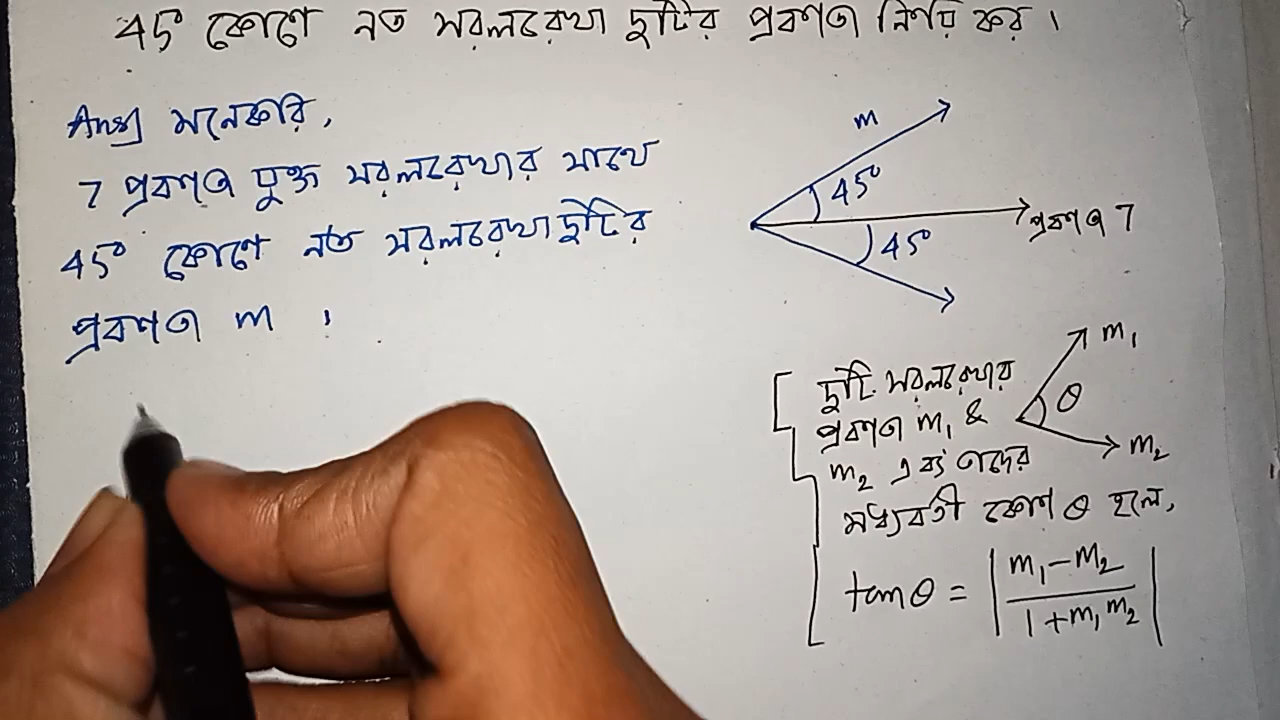 45° কোণে নত সরলরেখা দুটির প্রবণতা নির্ণয় কর ।
Ans মনেকরি,
7 প্রবণতা যুক্ত সরলরেখার সাথে
45° কোণে নত সরলরেখা দুটির
প্রবণতা m ।
m
45°
প্রবণতা 7
45°
m₁
θ
m₂
দুটি সরলরেখার
প্রবণতা m₁ &
m₂ এবং তাদের
মধ্যবর্তী কোণ θ হলে,
tanθ = | (m₁-m₂)/(1+m₁m₂) |